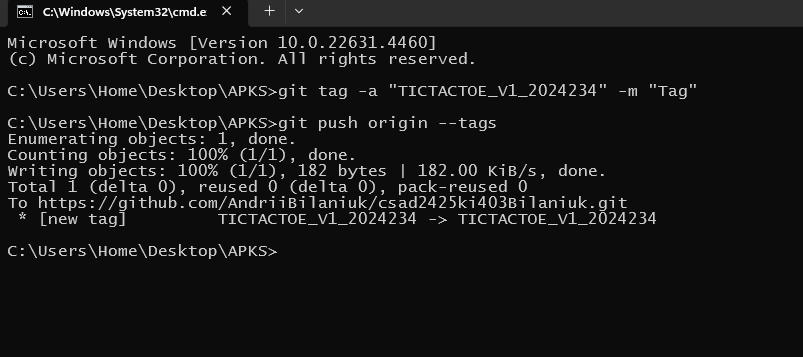 C:\Windows\System32\cmd.e
Microsoft Windows [Version 10.0.22631.4460]
(c) Microsoft Corporation. All rights reserved.
C:\Users\Home\Desktop\APKS>git tag -a "TICTACTOE_V1_2024234" -m "Tag"
C:\Users\Home\Desktop\APKS>git push origin --tags
Enumerating objects: 1, done.
Counting objects: 100% (1/1), done.
Writing objects: 100% (1/1), 182 bytes | 182.00 KiB/s, done.
Total 1 (delta 0), reused 0 (delta 0), pack-reused 0
To https://github.com/AndriiBilaniuk/csad2425ki403Bilaniuk.git
 * [new tag]         TICTACTOE_V1_2024234 -> TICTACTOE_V1_2024234
C:\Users\Home\Desktop\APKS>